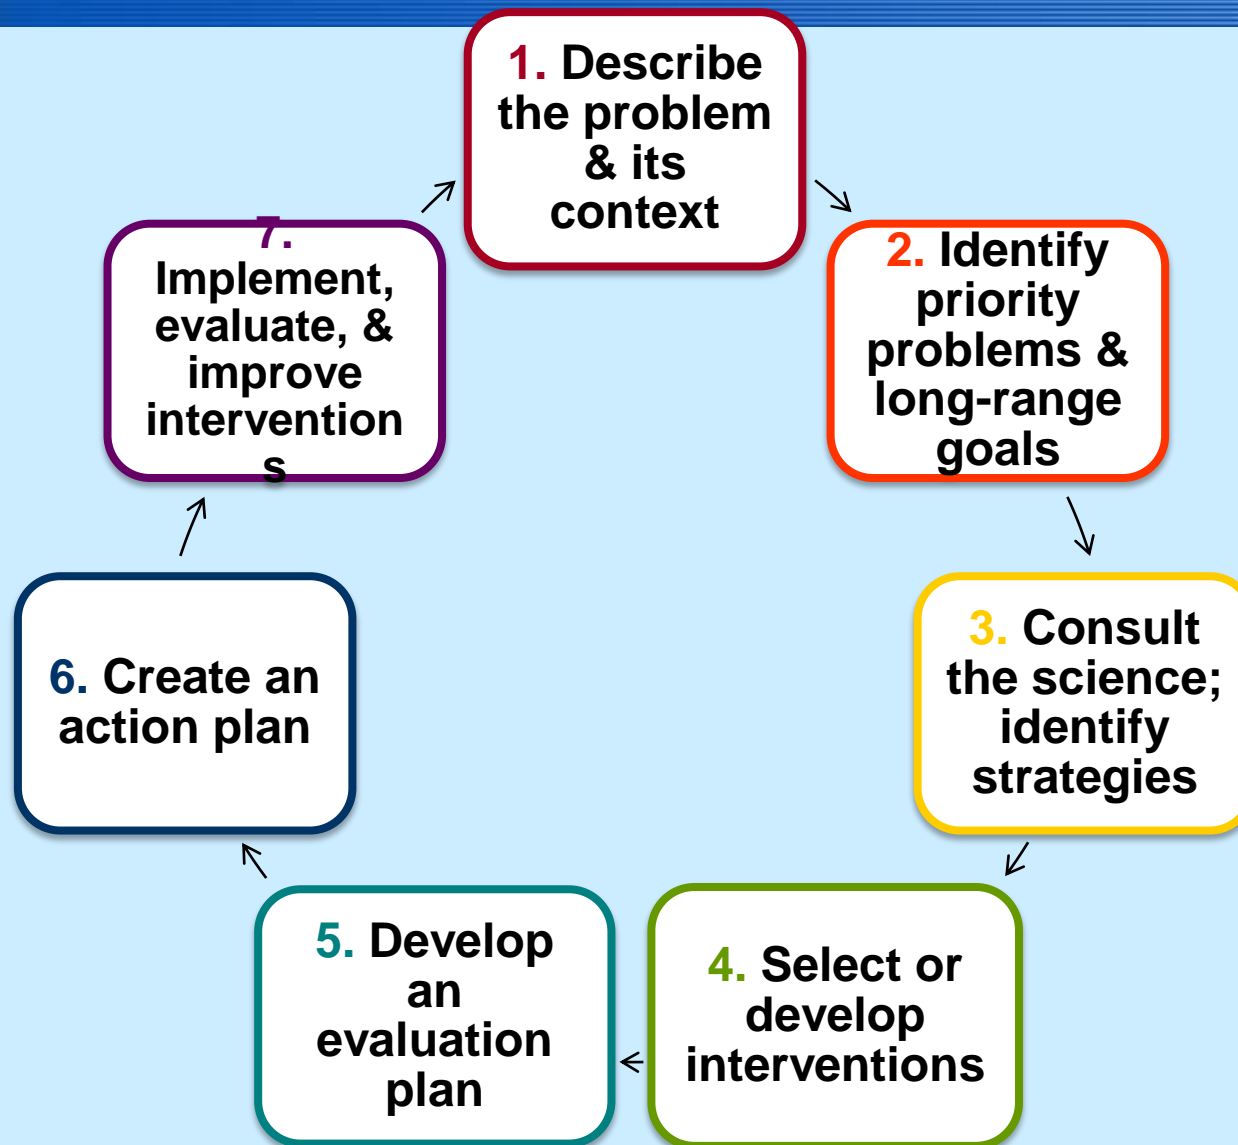 1. Describe
the problem
& its
context
2. Identify
priority
problems &
long-range
goals
3. Consult
the science;
identify
strategies
4. Select or
develop
interventions
5. Develop
an
evaluation
plan
6. Create an
action plan
7.
Implement,
evaluate, &
improve
intervention
s